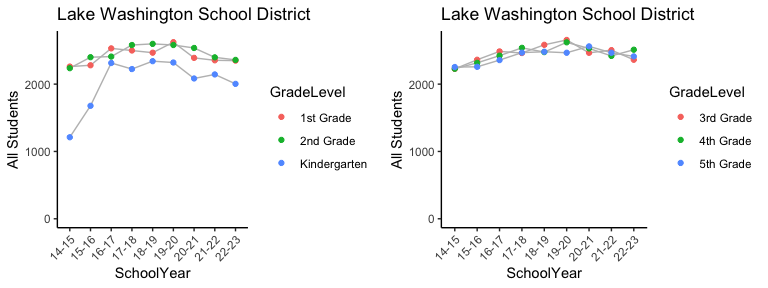 Lake Washington School District
All Students
2000
1000
0
14-15
15-16
16-17
17-18
18-19
19-20
20-21
21-22
22-23
SchoolYear
GradeLevel
1st Grade
2nd Grade
Kindergarten
Lake Washington School District
All Students
2000
1000
0
14-15
15-16
16-17
17-18
18-19
19-20
20-21
21-22
22-23
SchoolYear
GradeLevel
3rd Grade
4th Grade
5th Grade